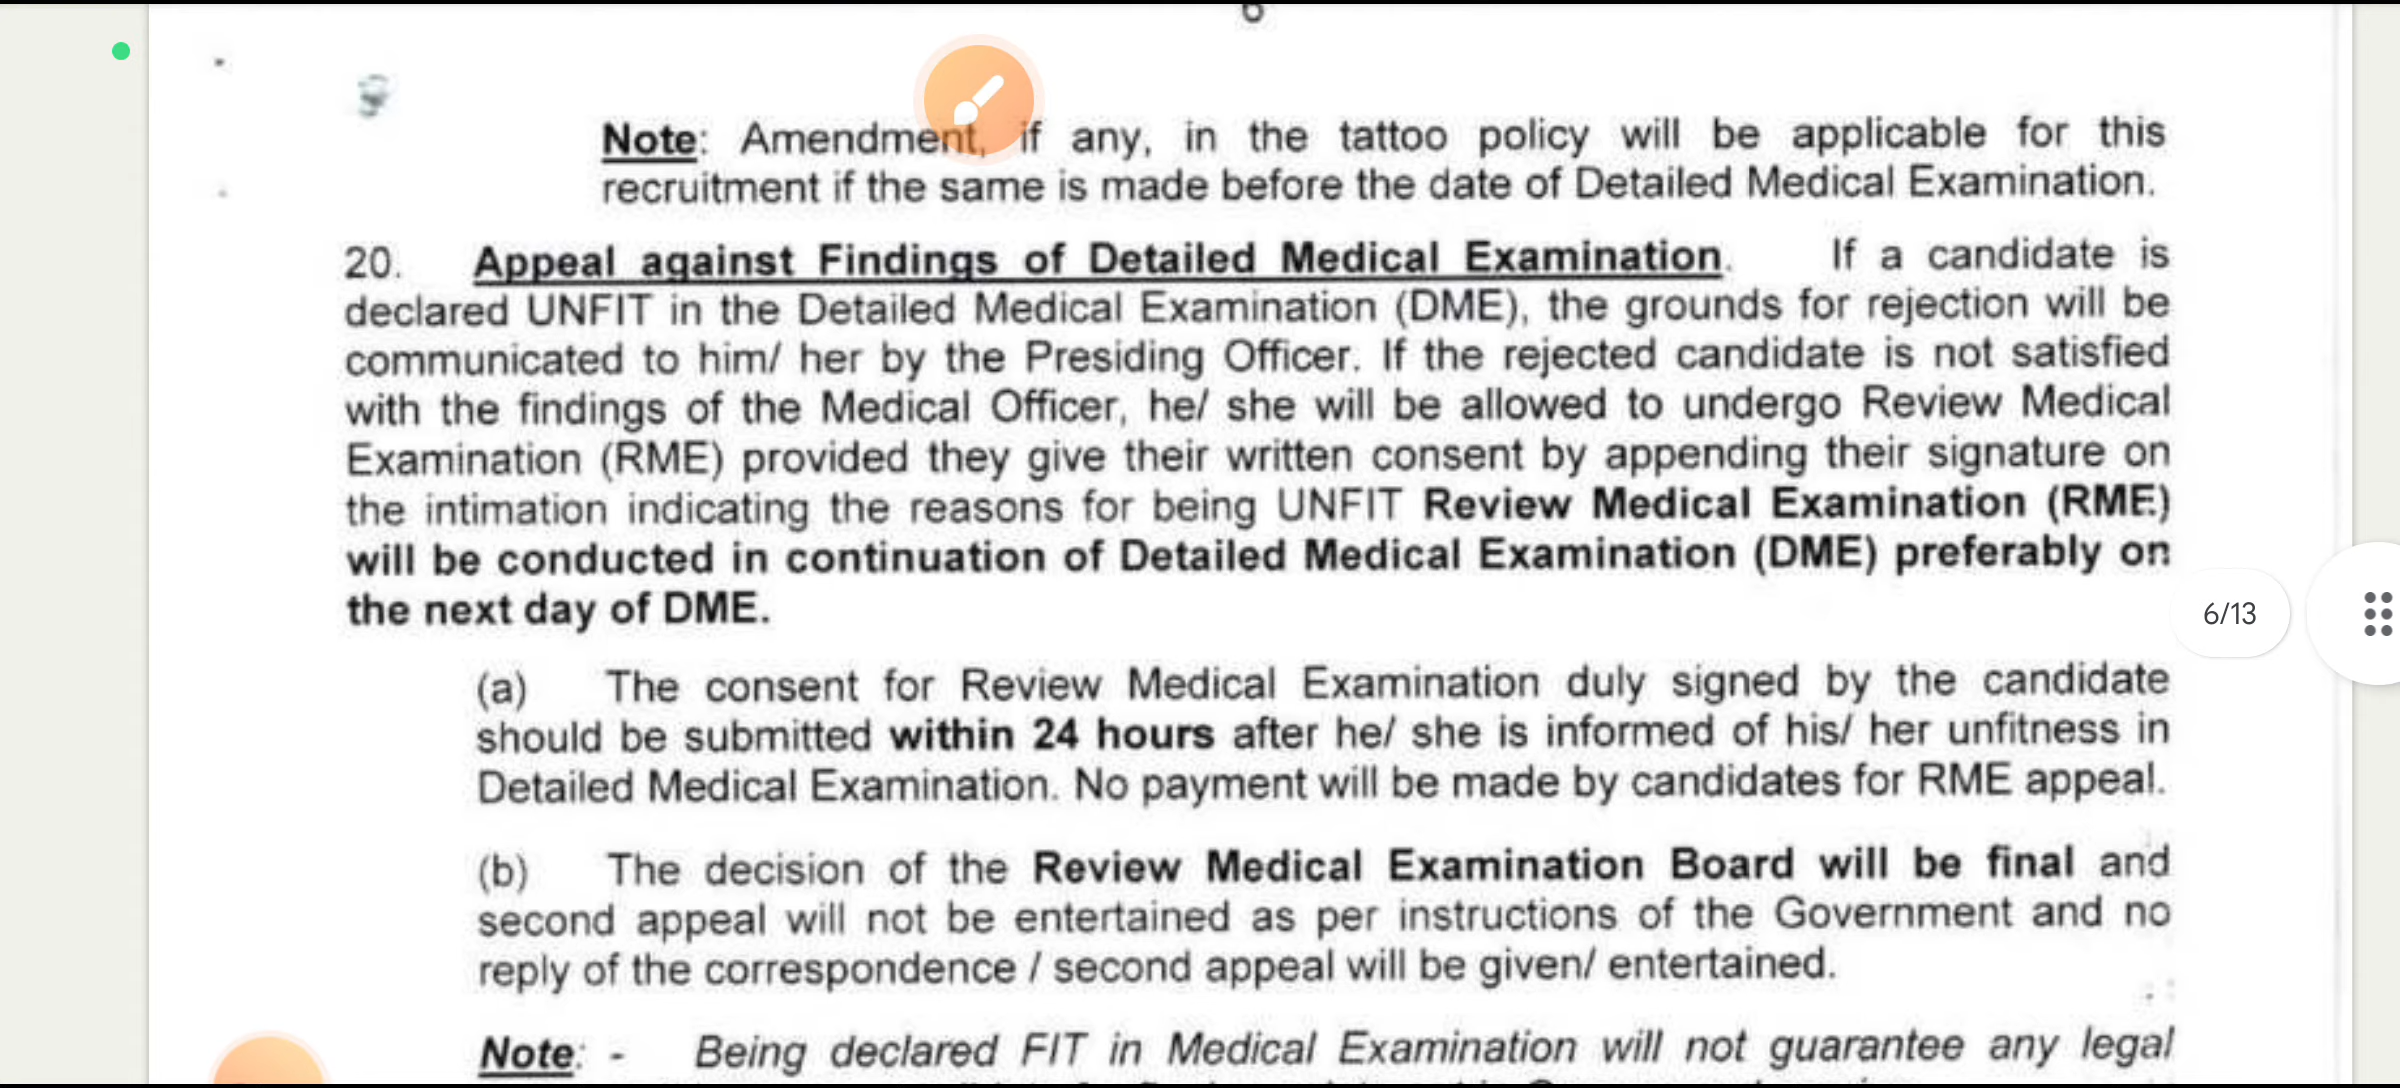 Note: Amendment, if any, in the tattoo policy will be applicable for this
recruitment if the same is made before the date of Detailed Medical Examination.
20. Appeal against Findings of Detailed Medical Examination. If a candidate is
declared UNFIT in the Detailed Medical Examination (DME), the grounds for rejection will be
communicated to him/ her by the Presiding Officer. If the rejected candidate is not satisfied
with the findings of the Medical Officer, he/ she will be allowed to undergo Review Medical
Examination (RME) provided they give their written consent by appending their signature on
the intimation indicating the reasons for being UNFIT Review Medical Examination (RME)
will be conducted in continuation of Detailed Medical Examination (DME) preferably on
the next day of DME.
6/13
(a) The consent for Review Medical Examination duly signed by the candidate
should be submitted within 24 hours after he/ she is informed of his/ her unfitness in
Detailed Medical Examination. No payment will be made by candidates for RME appeal.
(b) The decision of the Review Medical Examination Board will be final and
second appeal will not be entertained as per instructions of the Government and no
reply of the correspondence / second appeal will be given/ entertained.
Note: - Being declared FIT in Medical Examination will not guarantee any legal